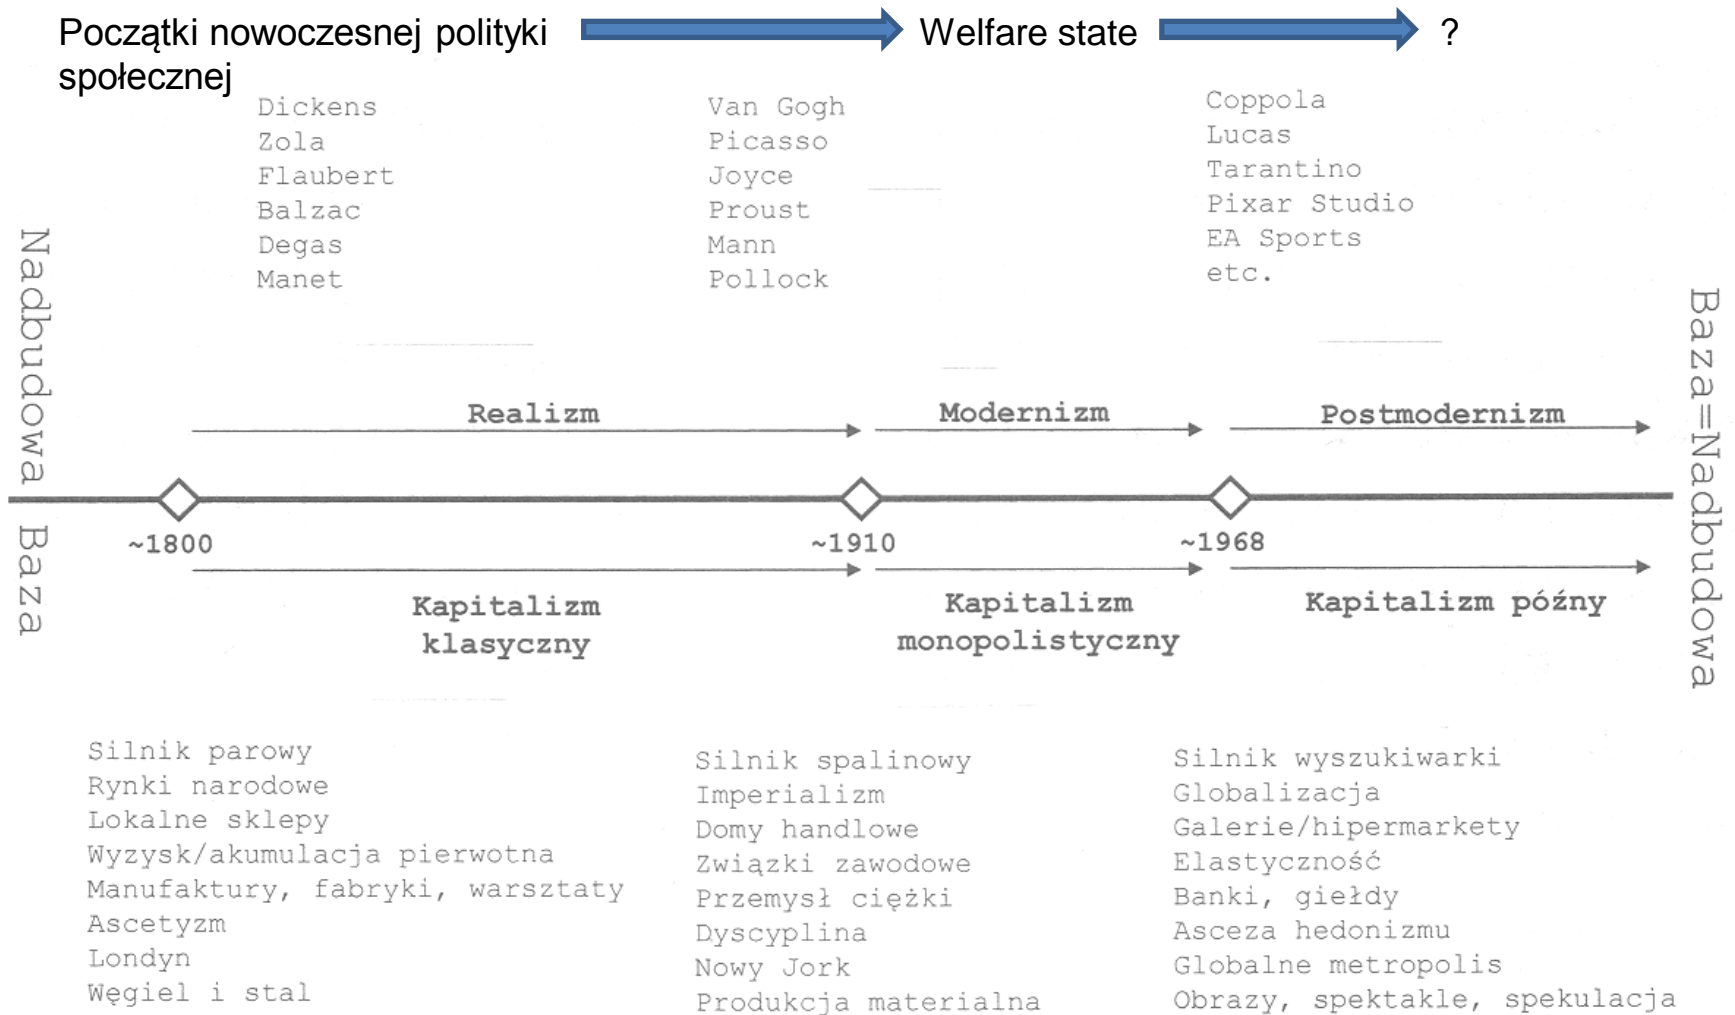 Początki nowoczesnej polityki
społecznej
Welfare state
?
Dickens
Zola
Flaubert
Balzac
Degas
Manet
Van Gogh
Picasso
Joyce
Proust
Mann
Pollock
Coppola
Lucas
Tarantino
Pixar Studio
EA Sports
etc.
Nadbudowa
Baza
Baza=Nadbudowa
Realizm
Modernizm
Postmodernizm
~1800
~1910
~1968
Kapitalizm
klasyczny
Kapitalizm
monopolistyczny
Kapitalizm późny
Silnik parowy
Rynki narodowe
Lokalne sklepy
Wyzysk/akumulacja pierwotna
Manufaktury, fabryki, warsztaty
Ascetyzm
Londyn
Węgiel i stal
Silnik spalinowy
Imperializm
Domy handlowe
Związki zawodowe
Przemysł ciężki
Dyscyplina
Nowy Jork
Produkcja materialna
Silnik wyszukiwarki
Globalizacja
Galerie/hipermarkety
Elastyczność
Banki, giełdy
Asceza hedonizmu
Globalne metropolis
Obrazy, spektakle, spekulacja